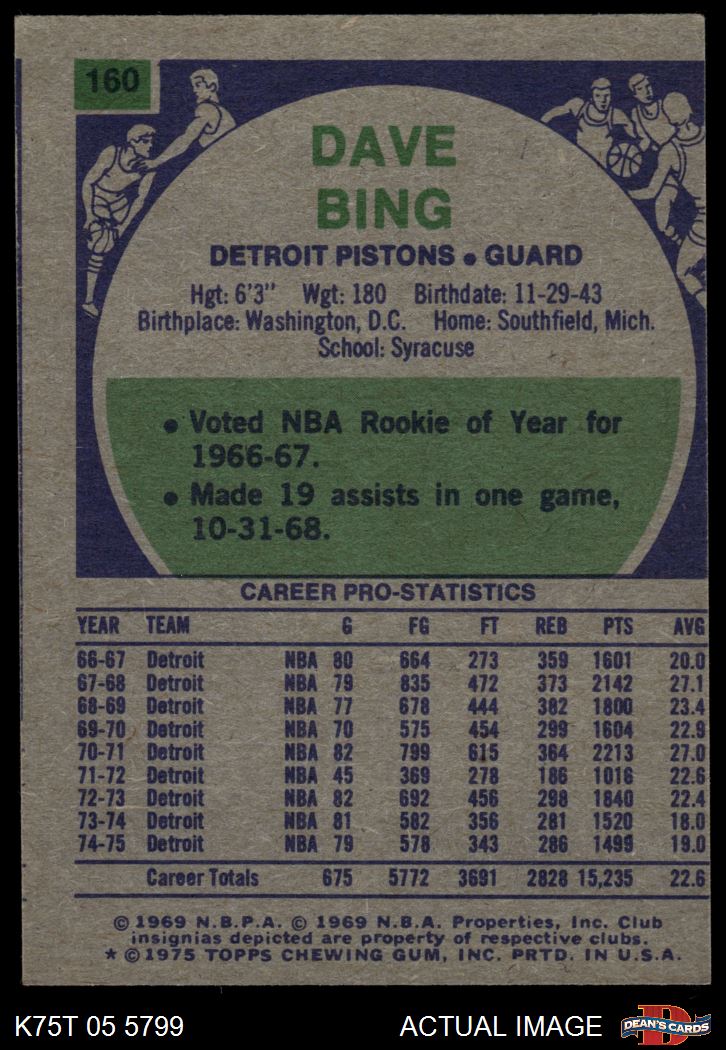 160
DAVE
BING
DETROIT PISTONS • GUARD
Hgt: 6'3" Wgt: 180 Birthdate: 11-29-43
Birthplace: Washington, D.C. Home: Southfield, Mich.
School: Syracuse
• Voted NBA Rookie of Year for
1966-67.
• Made 19 assists in one game,
10-31-68.
CAREER PRO-STATISTICS
YEAR TEAM G FG FT REB PTS AVG
66-67 Detroit NBA 80 664 273 359 1601 20.0
67-68 Detroit NBA 79 835 472 373 2142 27.1
68-69 Detroit NBA 77 678 444 382 1800 23.4
69-70 Detroit NBA 70 575 454 299 1604 22.9
70-71 Detroit NBA 82 799 615 364 2213 27.0
71-72 Detroit NBA 45 369 278 186 1016 22.6
72-73 Detroit NBA 82 692 456 298 1840 22.4
73-74 Detroit NBA 81 582 356 281 1520 18.0
74-75 Detroit NBA 79 578 343 286 1499 19.0
Career Totals 675 5772 3691 2828 15,235 22.6
© 1969 N.B.P.A. © 1969 N.B.A. Properties, Inc. Club
insignias depicted are property of respective clubs.
* © 1975 TOPPS CHEWING GUM, INC. PRTD. IN U.S.A.
K75T 05 5799 ACTUAL IMAGE
D
DEAN'S CARDS